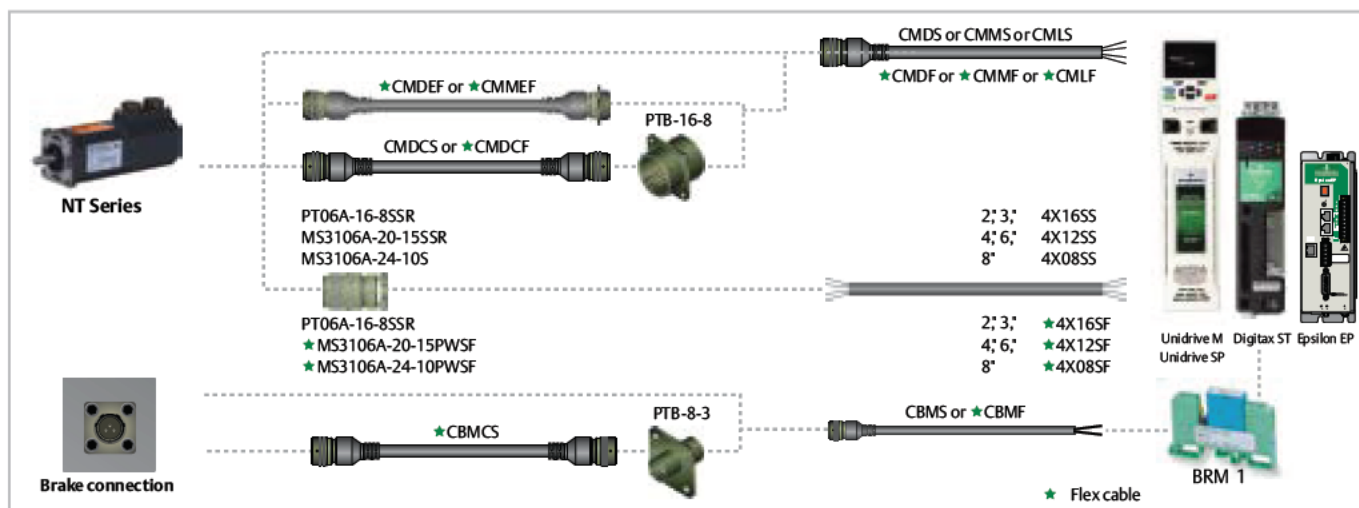 CMDS or CMMS or CMLS
★CMDF or ★CMMF or ★CMLF
★CMDEF or ★CMMEF
PTB-16-8
CMDCS or ★CMDCF
NT Series
PT06A-16-8SSR
MS3106A-20-15SSR
MS3106A-24-10S
2," 3," 4X16SS
4," 6," 4X12SS
8" 4X08SS
PT06A-16-8SSR
★MS3106A-20-15PWSF
★MS3106A-24-10PWSF
2," 3," ★4X16SF
4," 6," ★4X12SF
8" ★4X08SF
Unidrive M
Unidrive SP
Digitax ST
Epsilon EP
PTB-8-3
★CBMCS
CBMS or ★CBMF
Brake connection
BRM 1
★ Flex cable